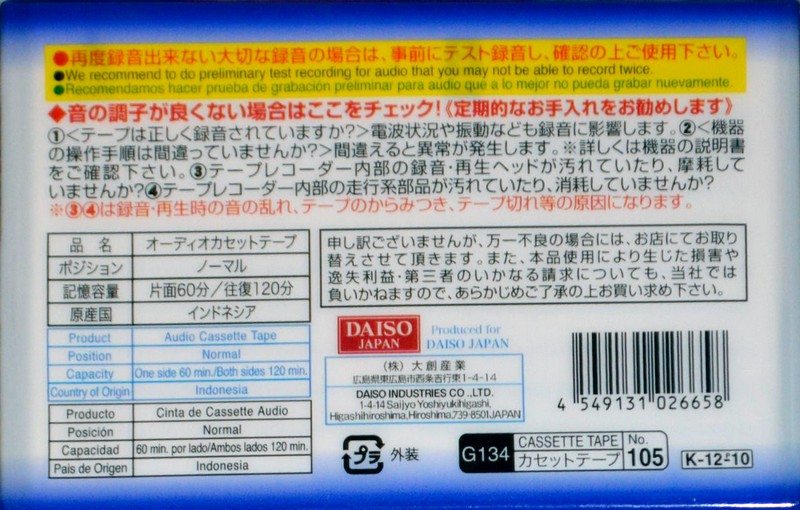 ●再度録音出来ない大切な録音の場合は、事前にテスト録音し、確認の上ご使用下さい。
●We recommend to do preliminary test recording for audio that you may not be able to record twice.
●Recomendamos hacer prueba de grabación preliminar para audio que a lo mejor no pueda grabar nuevamente.
◆音の調子が良くない場合はここをチェック!《定期的なお手入れをお勧めします》
①<テープは正しく録音されていますか?>電波状況や振動なども録音に影響します。②<機器
の操作手順は間違っていませんか?>間違えると異常が発生します。※詳しくは機器の説明書
をご確認下さい。③テープレコーダー内部の録音・再生ヘッドが汚れていたり、摩耗して
いませんか?④テープレコーダー内部の走行系部品が汚れていたり、消耗していませんか?
※③④は録音・再生時の音の乱れ、テープのからみつき、テープ切れ等の原因になります。
品 名 オーディオカセットテープ
ポジション ノーマル
記憶容量 片面60分/往復120分
原産国 インドネシア
Product Audio Cassette Tape
Position Normal
Capacity One side 60 min./Both sides 120 min.
Country of Origin Indonesia
Producto Cinta de Cassette Audio
Posición Normal
Capacidad 60 min. por lado/Ambos lados 120 min.
Pais de Origen Indonesia
申し訳ございませんが、万一不良の場合には、お店にてお取り
替えさせて頂きます。また、本品使用により生じた損害や
逸失利益・第三者のいかなる請求についても、当社では
負いかねますので、あらかじめご了承の上お買い求め下さい。
DAISO
JAPAN
Produced for
DAISO JAPAN
(株)大創産業
広島県東広島市西条吉行東1-4-14
DAISO INDUSTRIES CO.,LTD.
1-4-14 Saijyo Yoshiyukihigashi,
Higashihiroshima,Hiroshima,739-8501,JAPAN
4 549131 026658
プラ 外装
G134 CASSETTE TAPE
カセットテープ
No.
105
K-12-10